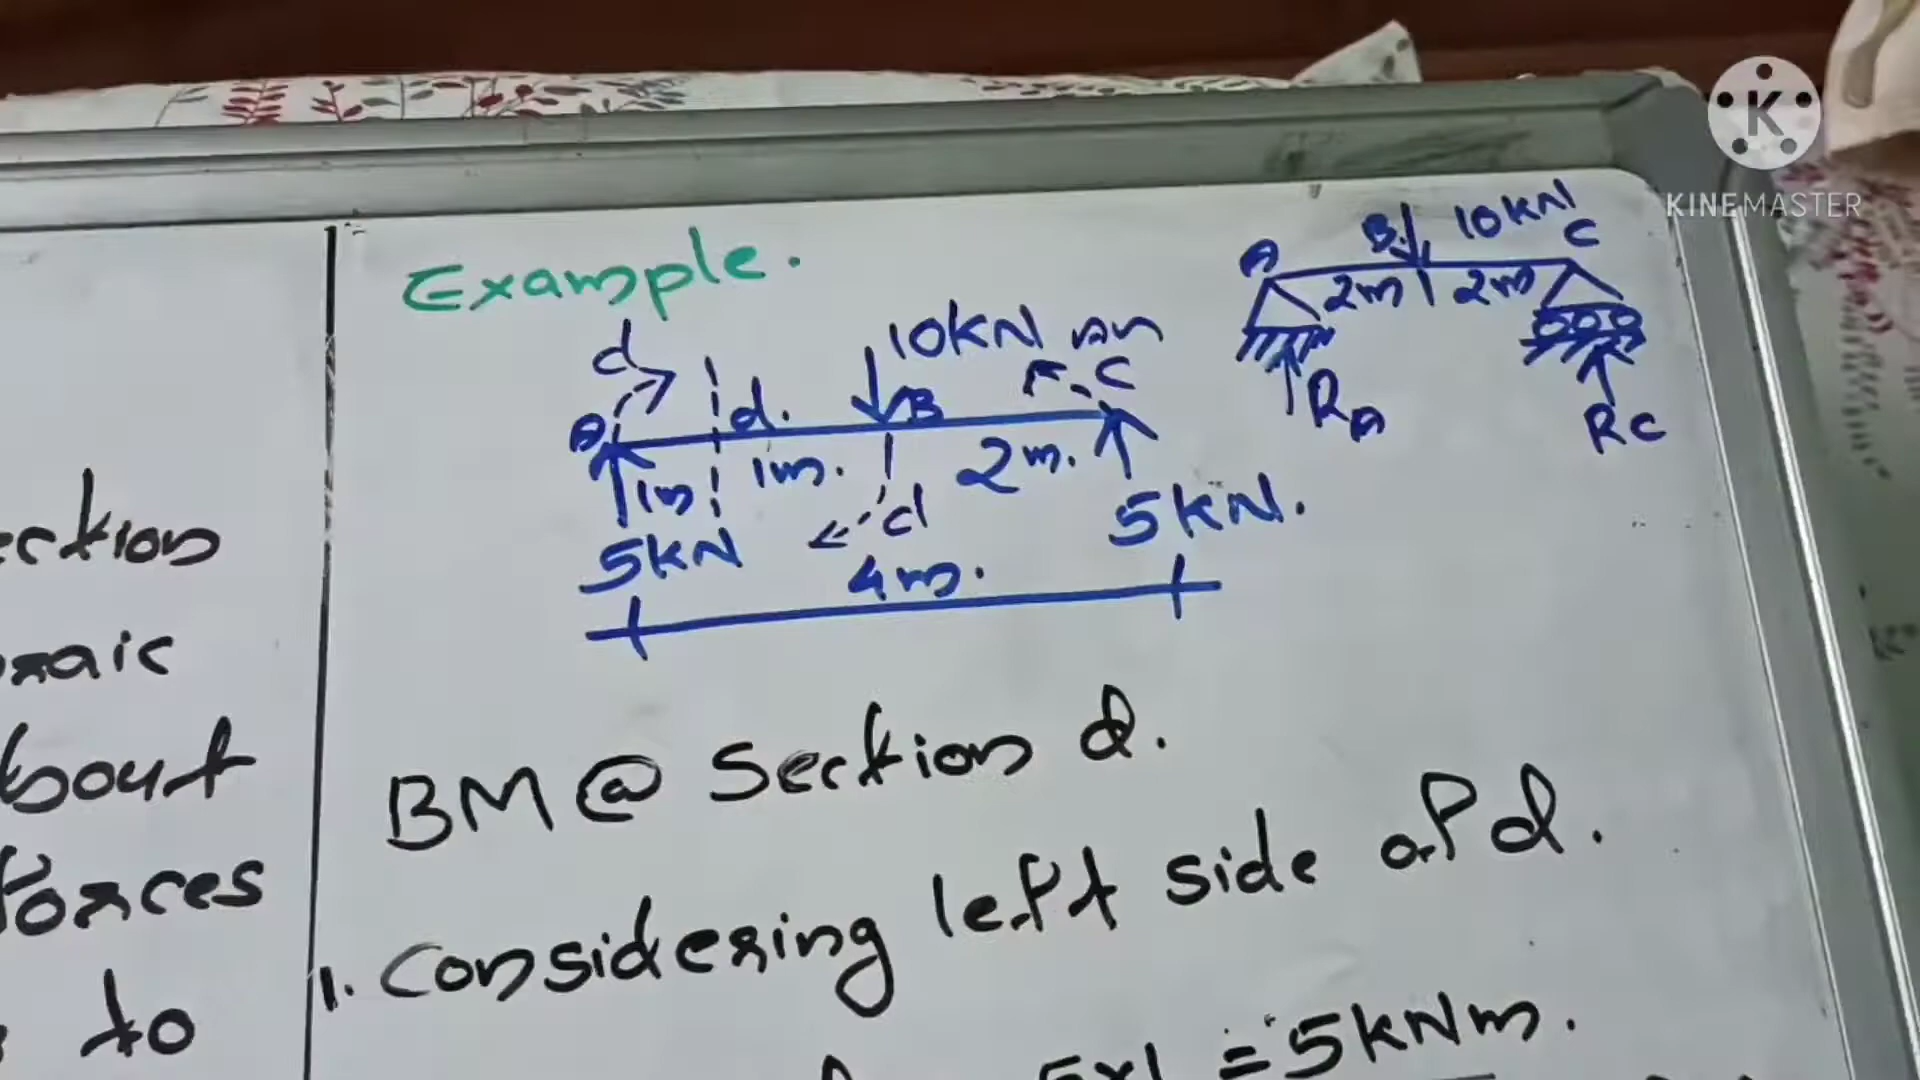 Example.
A B 10kN C
2m 2m
RA
RC
d
10kN
C
A d. B
1m 1m. 2m.
d
5kN 5kN.
4m.
BM @ Section d.
1. Considering left side of d.
5x1 = 5kNm.
ection
bout
forces
to
K
KINEMASTER